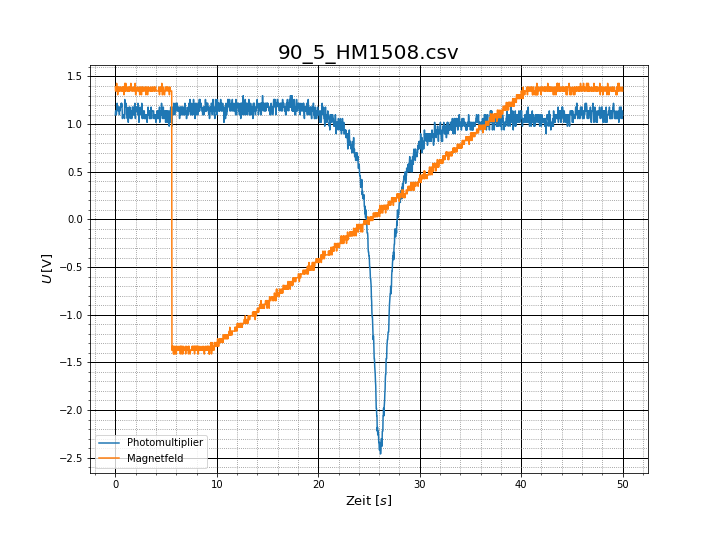 90_5_HM1508.csv
1.5
1.0
0.5
0.0
−0.5
−1.0
−1.5
−2.0
−2.5
U [V]
Photomultiplier
Magnetfeld
0 10 20 30 40 50
Zeit [s]